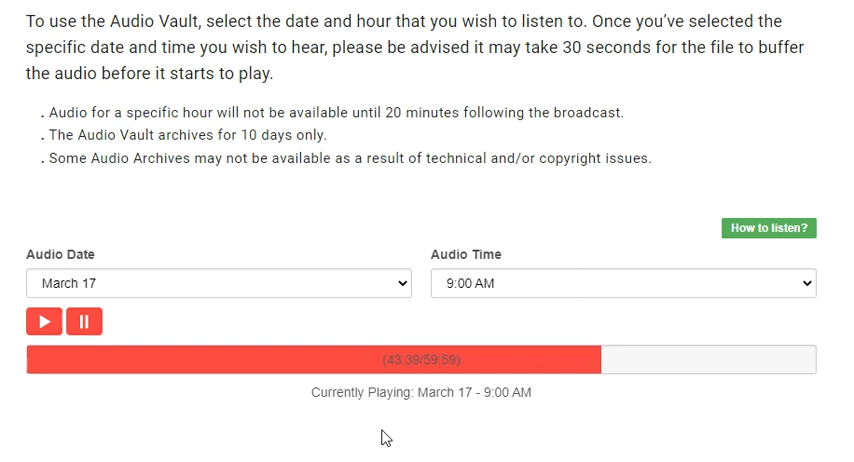 To use the Audio Vault, select the date and hour that you wish to listen to. Once you’ve selected the
specific date and time you wish to hear, please be advised it may take 30 seconds for the file to buffer
the audio before it starts to play.
. Audio for a specific hour will not be available until 20 minutes following the broadcast.
. The Audio Vault archives for 10 days only.
. Some Audio Archives may not be available as a result of technical and/or copyright issues.
How to listen?
Audio Date
Audio Time
March 17
9:00 AM
(43:39/59:59)
Currently Playing: March 17 - 9:00 AM